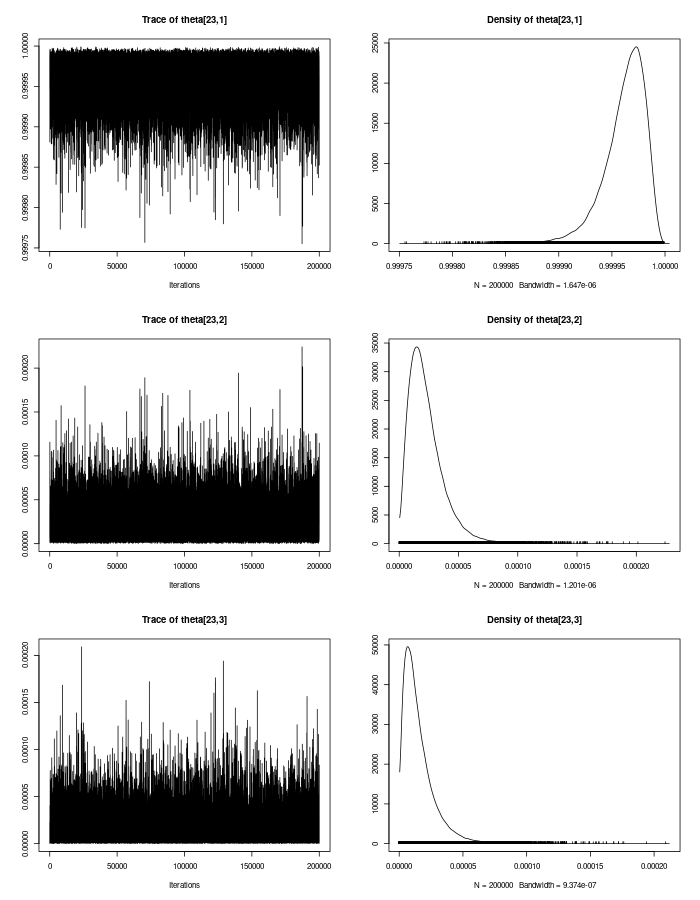 Trace of theta[23,1]
1.00000
0.99995
0.99990
0.99985
0.99980
0.99975
0 50000 100000 150000 200000
Iterations
Density of theta[23,1]
25000
20000
15000
10000
5000
0
0.99975 0.99980 0.99985 0.99990 0.99995 1.00000
N = 200000 Bandwidth = 1.647e-06
Trace of theta[23,2]
0.00020
0.00015
0.00010
0.00005
0.00000
0 50000 100000 150000 200000
Iterations
Density of theta[23,2]
35000
30000
25000
20000
15000
10000
5000
0
0.00000 0.00005 0.00010 0.00015 0.00020
N = 200000 Bandwidth = 1.201e-06
Trace of theta[23,3]
0.00020
0.00015
0.00010
0.00005
0.00000
0 50000 100000 150000 200000
Iterations
Density of theta[23,3]
50000
40000
30000
20000
10000
0
0.00000 0.00005 0.00010 0.00015 0.00020
N = 200000 Bandwidth = 9.374e-07